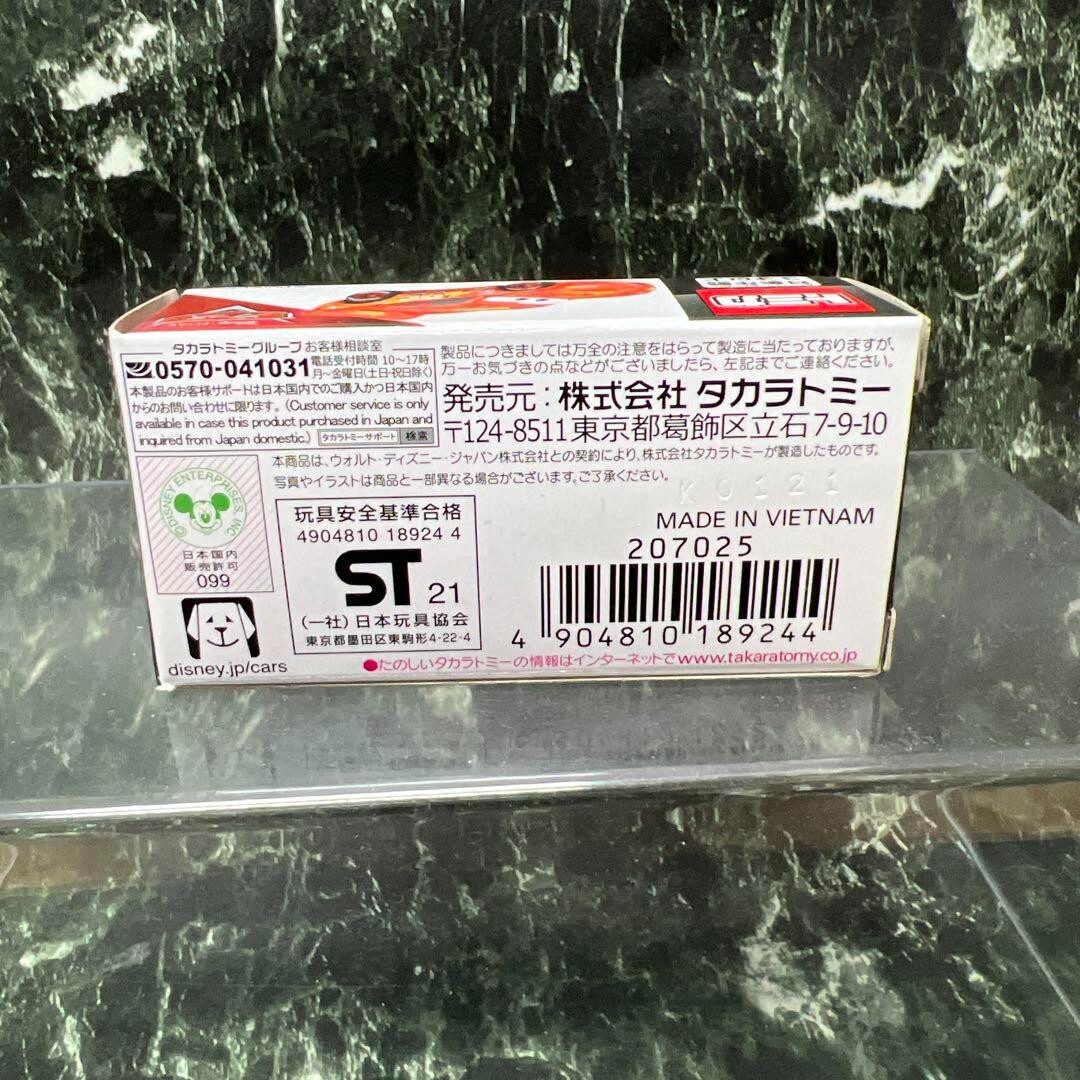 トミカ
タカラトミーグループ お客様相談室
0570-041031 電話受付時間 10〜17時
月〜金曜日(土・日・祝日除く)
本製品のお客様サポートは日本国内でのご購入かつ日本国内
からのお問い合わせに限ります。(Customer service is only
available in case this product purchased in Japan and
inquired from Japan domestic.) タカラトミーサポート 検索
製品につきましては万全の注意をはらって製造に当たっておりますが、
万一お気づきの点などがございましたら、左記までご連絡ください。
発売元：株式会社 タカラトミー
〒124-8511東京都葛飾区立石7-9-10
本商品は、ウォルト・ディズニー・ジャパン株式会社との契約により、株式会社タカラトミーが製造したものです。
写真やイラストは商品と一部異なる場合がございます。ご了承ください。
K0121
©DISNEY ENTERPRISES, INC.
日本国内
販売許可
099
disney.jp/cars
玩具安全基準合格
4904810 18924 4
ST 21
(一社)日本玩具協会
東京都墨田区東駒形4-22-4
MADE IN VIETNAM
207025
4 904810 189244
●たのしいタカラトミーの情報はインターネットでwww.takaratomy.co.jp